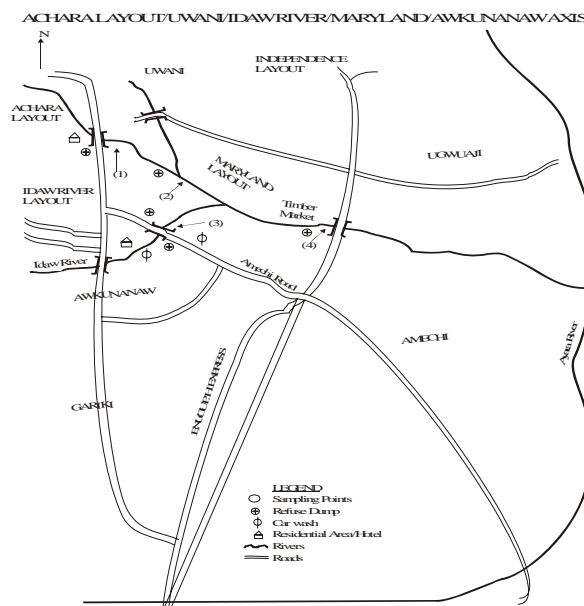 ACHARA LAYOUT/UWANI/IDAW RIVER/MARYLAND/AWKUNANAW AXIS
N
UWANI
INDEPENDENCE
LAYOUT
ACHARA
LAYOUT
UGWUAJI
MARYLAND
LAYOUT
(1)
(2)
IDAW RIVER
LAYOUT
Timber
Market
(3)
(4)
Idaw River
Amechi Road
AWKUNANAW
AMECHI
ENUGU PH EXPRESS
GARIKI
LEGEND
Sampling Points
Refuse Dump
Car wash
Residential Area/Hotel
Rivers
Roads